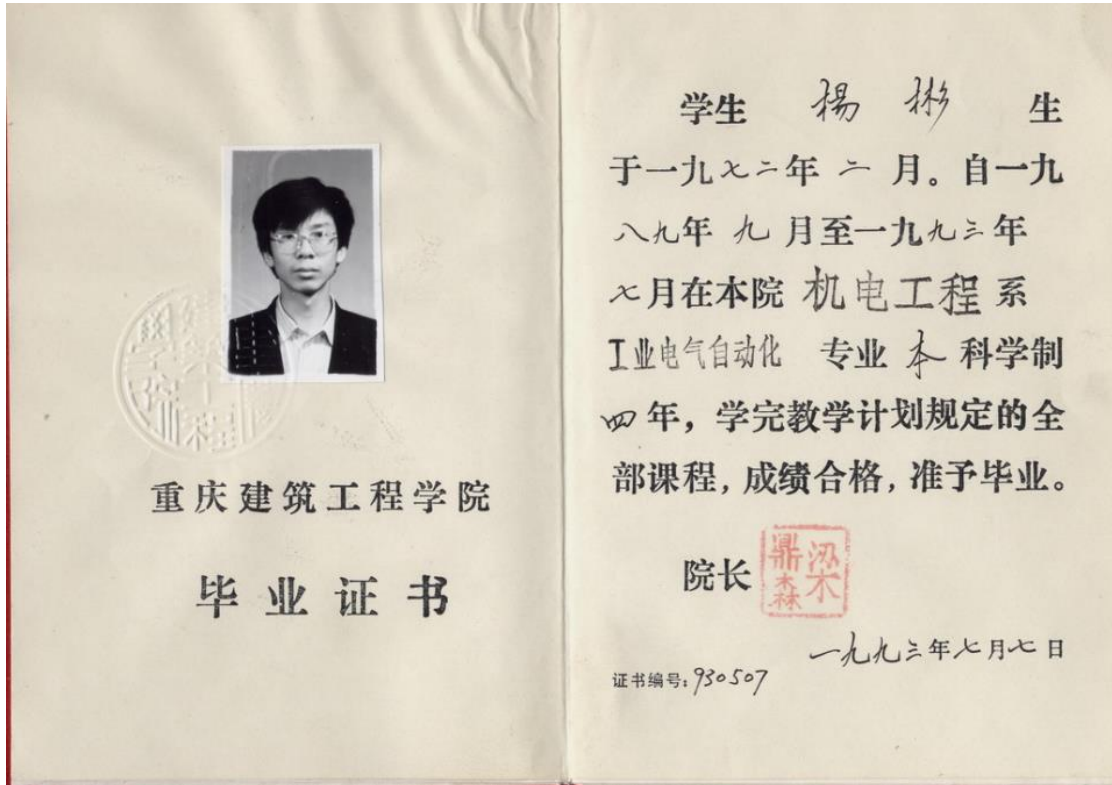 重庆建筑工程学院
毕业证书
学生 楊彬 生
于一九七二年二月。自一九
八九年九月至一九九三年
七月在本院机电工程系
工业电气自动化 专业本科学制
四年，学完教学计划规定的全
部课程，成绩合格，准予毕业。
院长 梁鼎森
一九九三年七月七日
证书编号：930507